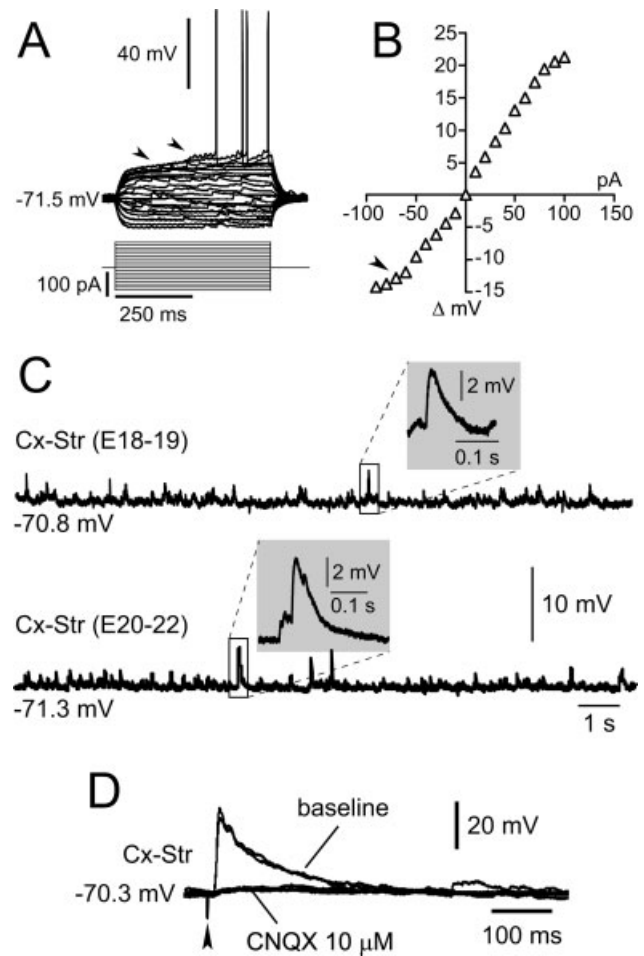 A
40 mV
-71.5 mV
100 pA
250 ms
B
25
20
15
10
5
pA
-100 -50 0 50 100 150
-5
-10
-15
Δ mV
C
Cx-Str (E18-19)
2 mV
0.1 s
-70.8 mV
Cx-Str (E20-22)
2 mV
0.1 s
10 mV
-71.3 mV
1 s
D
baseline
20 mV
Cx-Str
-70.3 mV
CNQX 10 μM
100 ms